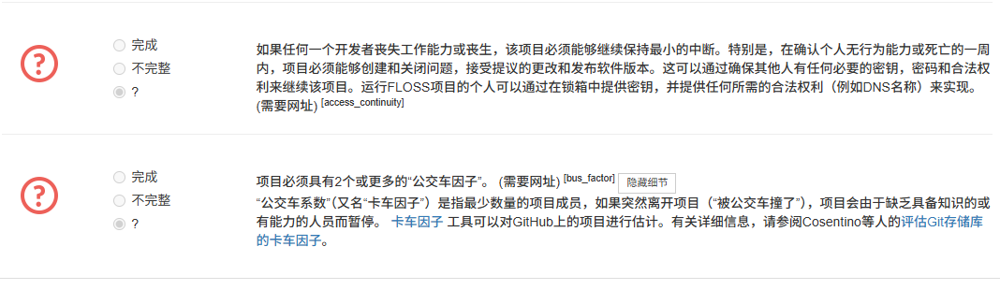 完成
不完整
?
如果任何一个开发者丧失工作能力或丧生，该项目必须能够继续保持最小的中断。特别是，在确认个人无行为能力或死亡的一周
内，项目必须能够创建和关闭问题，接受提议的更改和发布软件版本。这可以通过确保其他人有任何必要的密钥，密码和合法权
利来继续该项目。运行FLOSS项目的个人可以通过在锁箱中提供密钥，并提供任何所需的合法权利（例如DNS名称）来实现。
(需要网址) [access_continuity]
完成
不完整
?
项目必须具有2个或更多的“公交车因子”。 (需要网址) [bus_factor] 隐藏细节
“公交车系数”（又名“卡车因子”）是指最少数量的项目成员，如果突然离开项目（“被公交车撞了”），项目会由于缺乏具备知识的或
有能力的人员而暂停。 卡车因子 工具可以对GitHub上的项目进行估计。有关详细信息，请参阅Cosentino等人的评估Git存储库
的卡车因子。